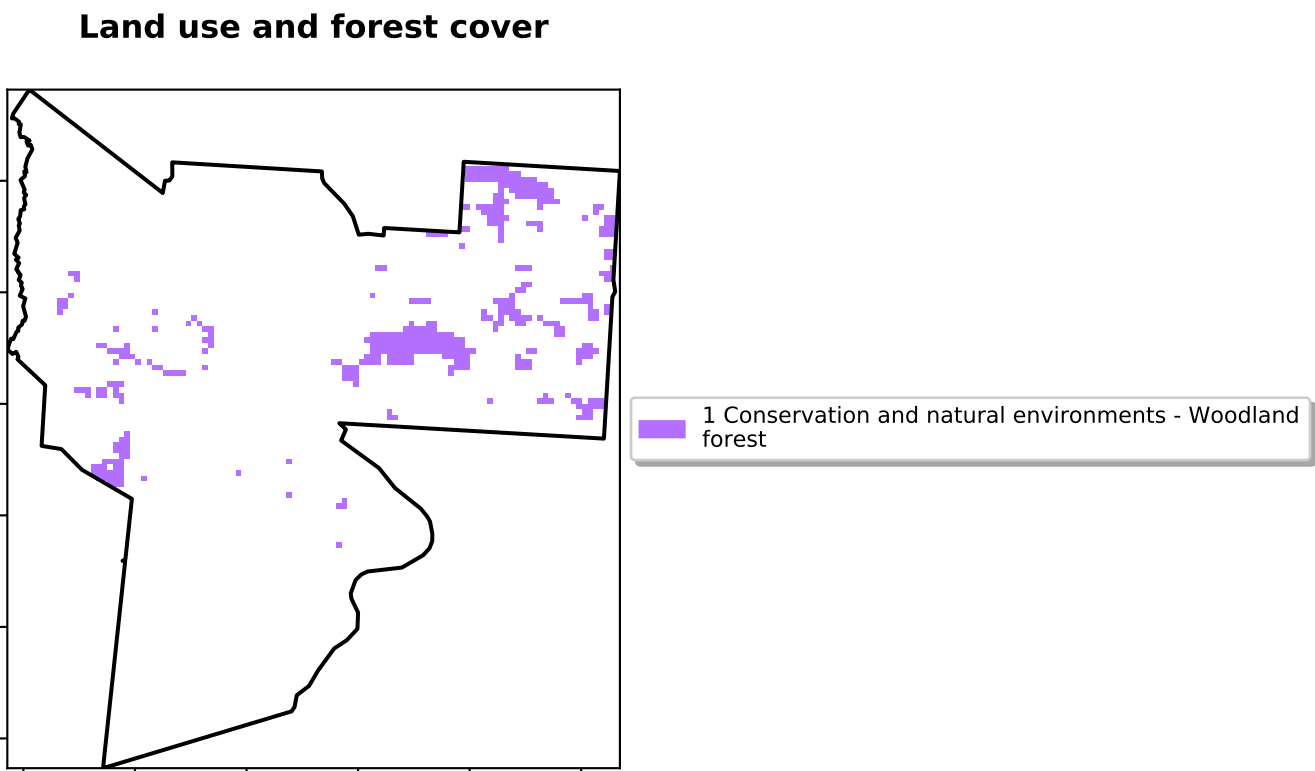 Land use and forest cover
1 Conservation and natural environments - Woodland
forest